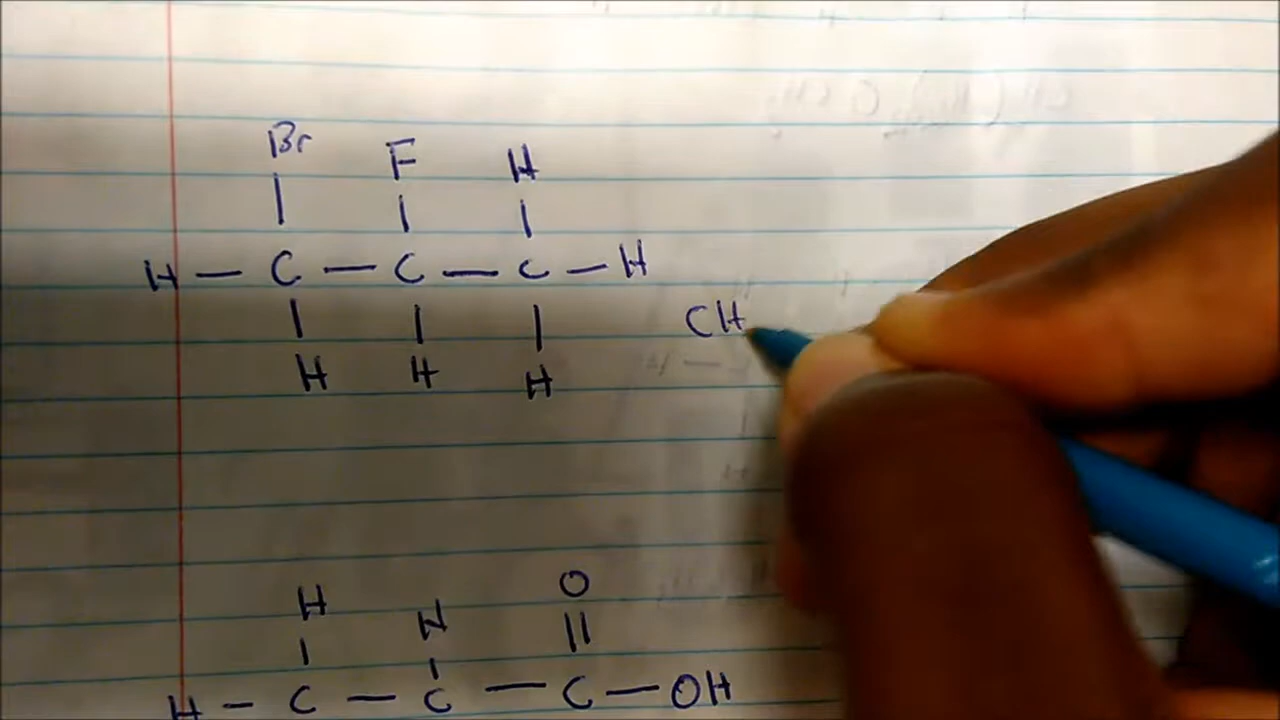 Br F H
H — C — C — C — H
CH
H H H
H H O
H — C — C — C — OH